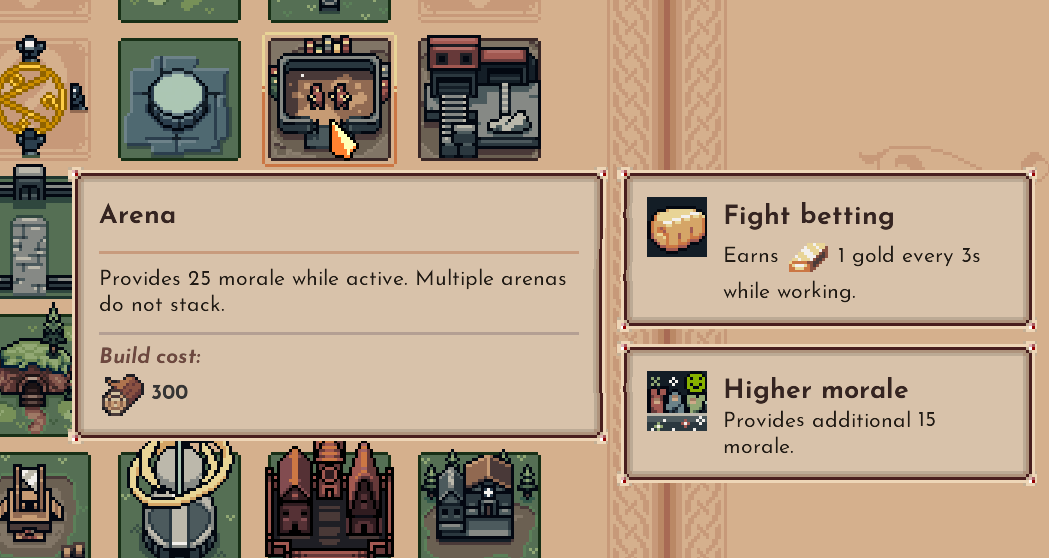 Arena
Provides 25 morale while active. Multiple arenas
do not stack.
Build cost:
300
Fight betting
Earns 1 gold every 3s
while working.
Higher morale
Provides additional 15
morale.